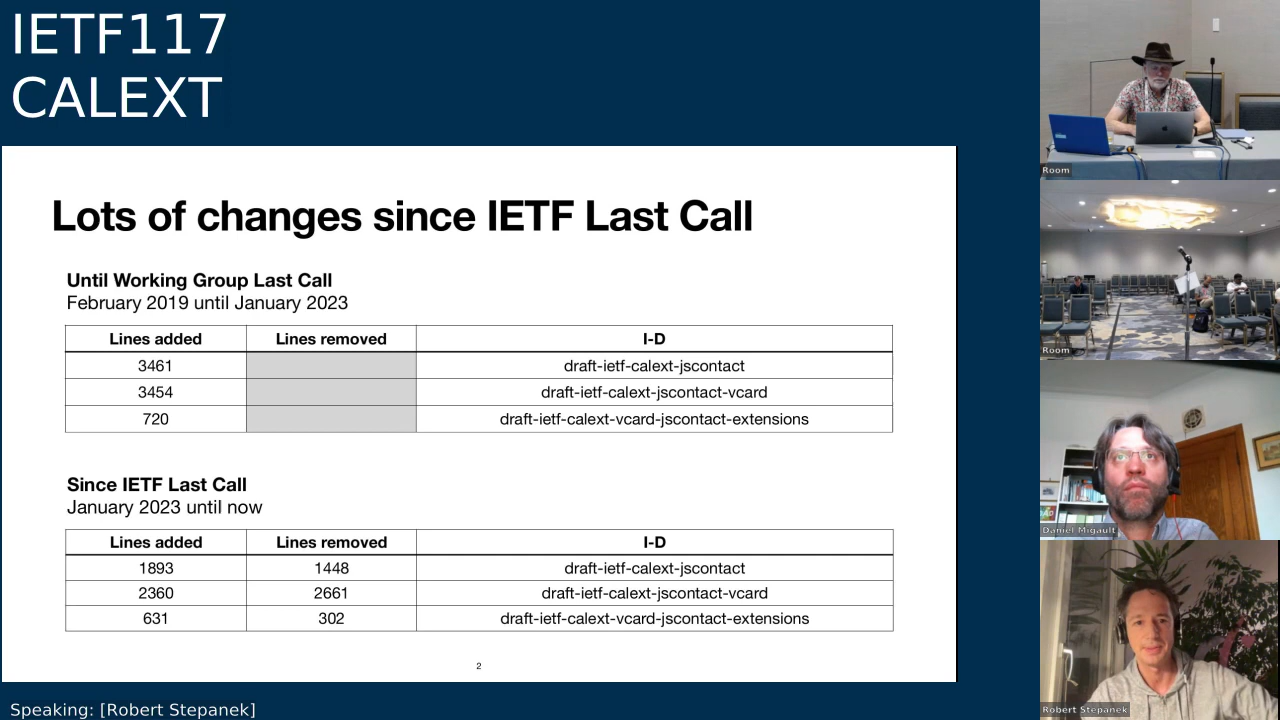 IETF117
CALEXT
Lots of changes since IETF Last Call
Until Working Group Last Call
February 2019 until January 2023
Lines added Lines removed I-D
3461 draft-ietf-calext-jscontact
3454 draft-ietf-calext-jscontact-vcard
720 draft-ietf-calext-vcard-jscontact-extensions
Since IETF Last Call
January 2023 until now
Lines added Lines removed I-D
1893 1448 draft-ietf-calext-jscontact
2360 2661 draft-ietf-calext-jscontact-vcard
631 302 draft-ietf-calext-vcard-jscontact-extensions
2
Speaking: [Robert Stepanek]
Room
Room
Daniel Migault
Robert Stepanek